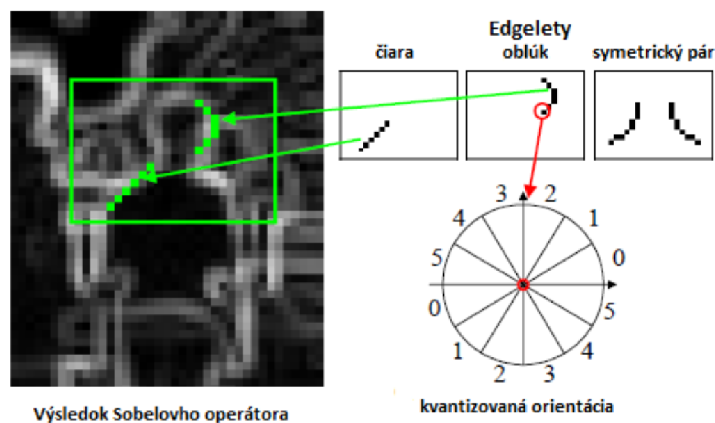 Edgelety
čiara oblúk symetrický pár
3 2
4 1
5 0
0 5
1 4
2 3
Výsledok Sobelovho operátora
kvantizovaná orientácia